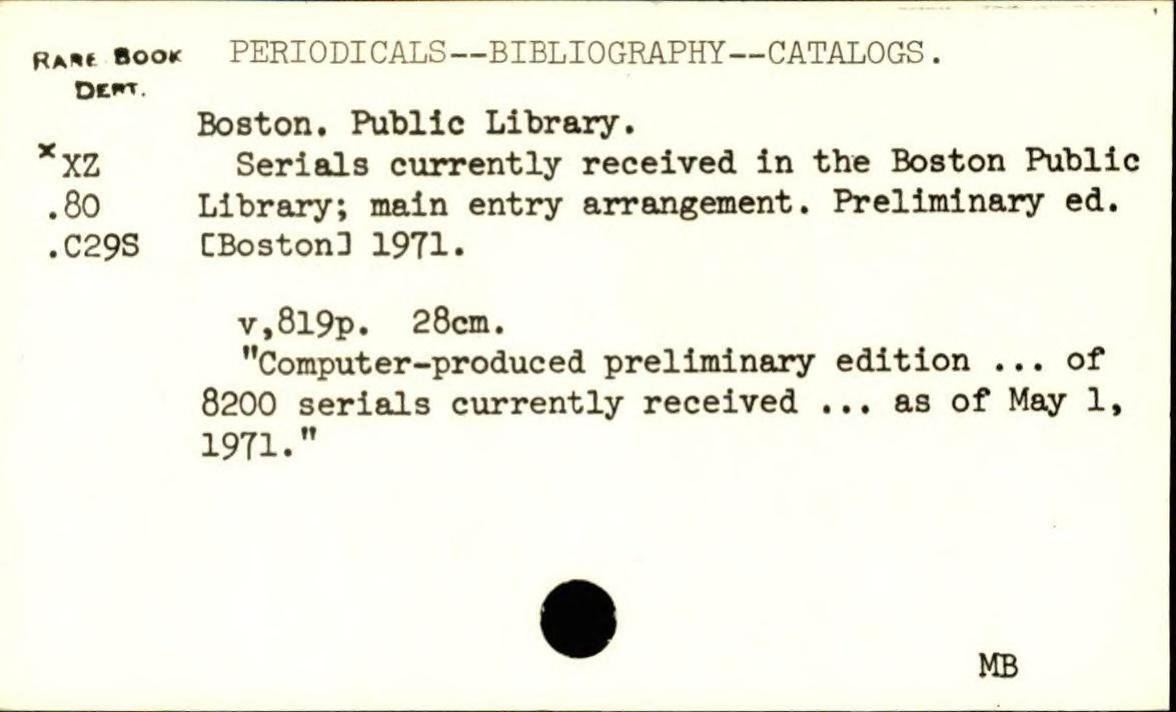 RARE BOOK DEPT.
PERIODICALS--BIBLIOGRAPHY--CATALOGS.
Boston. Public Library.
xXZ Serials currently received in the Boston Public
.80 Library; main entry arrangement. Preliminary ed.
.C29S [Boston] 1971.
v,819p. 28cm.
"Computer-produced preliminary edition ... of
8200 serials currently received ... as of May 1,
1971."
MB